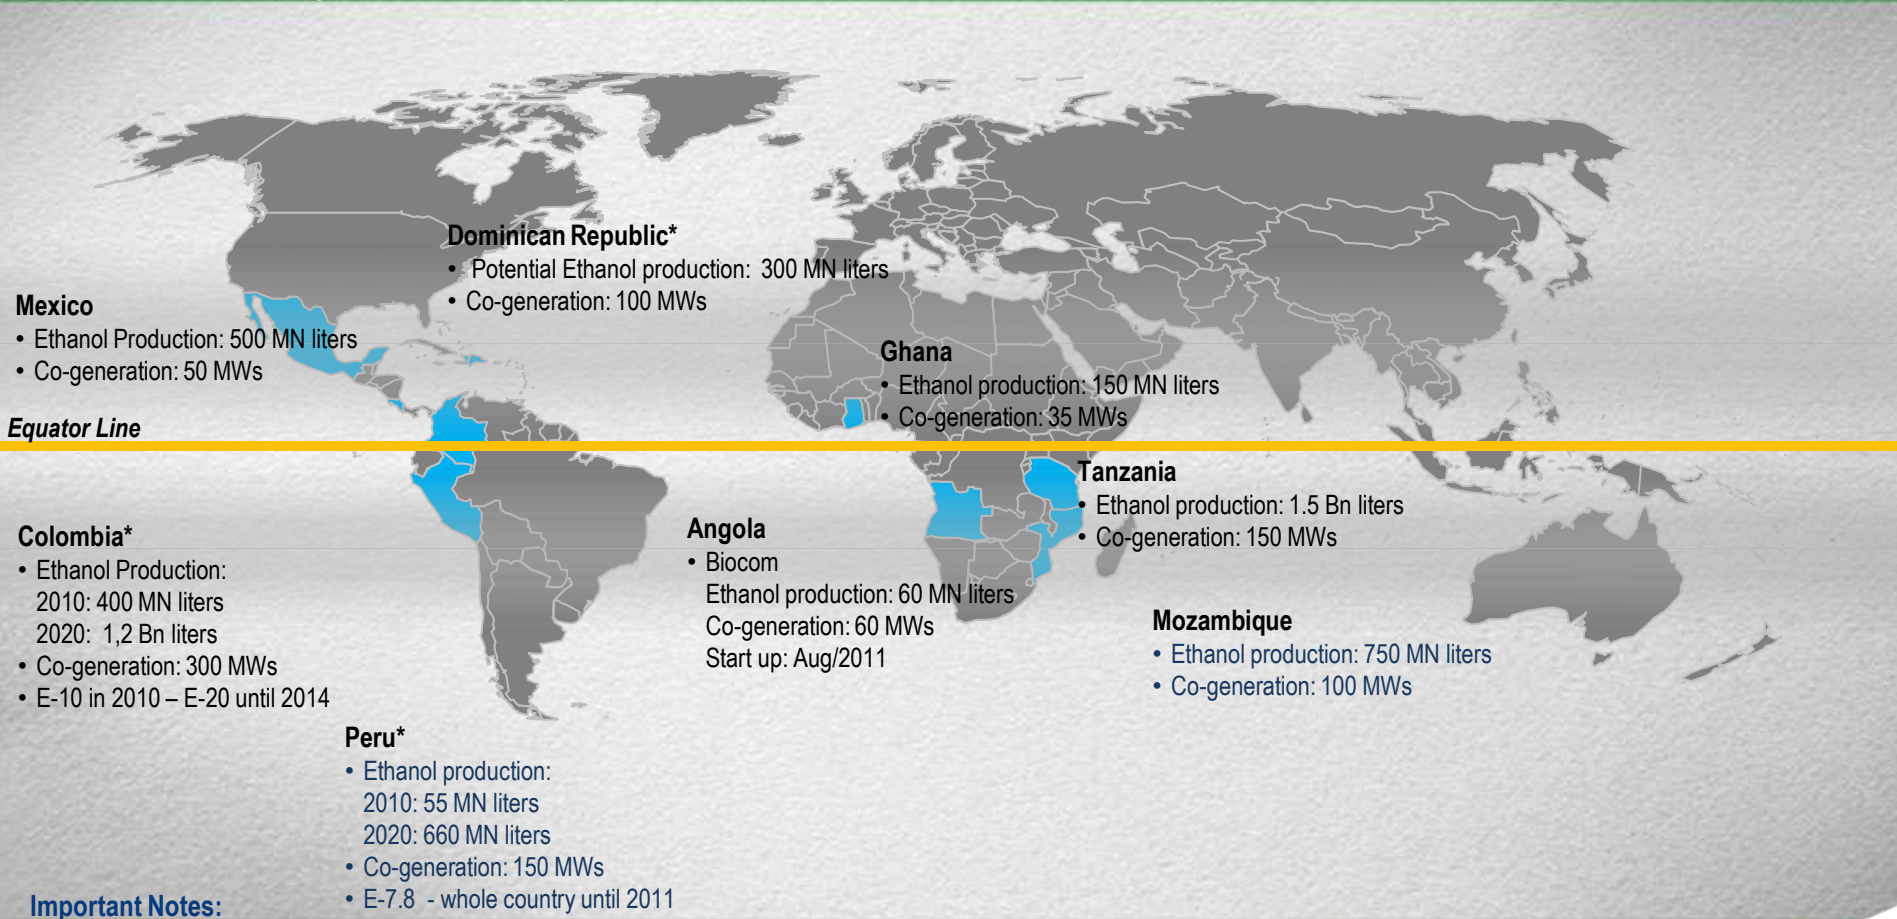 Dominican Republic*
• Potential Ethanol production: 300 MN liters
• Co-generation: 100 MWs
Mexico
• Ethanol Production: 500 MN liters
• Co-generation: 50 MWs
Ghana
• Ethanol production: 150 MN liters
• Co-generation: 35 MWs
Equator Line
Tanzania
• Ethanol production: 1.5 Bn liters
• Co-generation: 150 MWs
Colombia*
• Ethanol Production:
2010: 400 MN liters
2020: 1,2 Bn liters
• Co-generation: 300 MWs
• E-10 in 2010 – E-20 until 2014
Angola
• Biocom
Ethanol production: 60 MN liters
Co-generation: 60 MWs
Start up: Aug/2011
Mozambique
• Ethanol production: 750 MN liters
• Co-generation: 100 MWs
Peru*
• Ethanol production:
2010: 55 MN liters
2020: 660 MN liters
• Co-generation: 150 MWs
• E-7.8 - whole country until 2011
Important Notes: